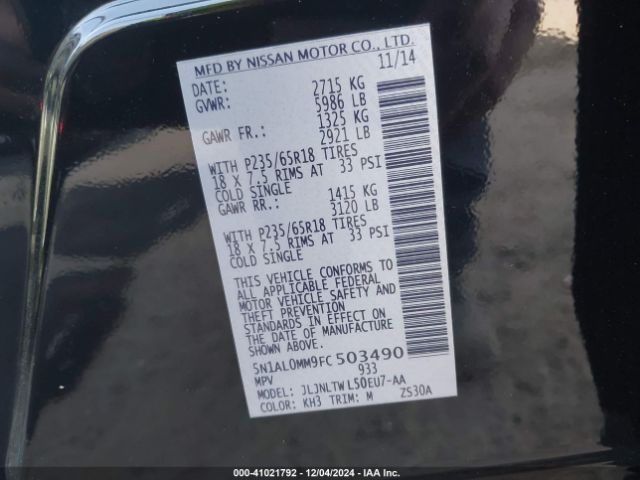 MFD BY NISSAN MOTOR CO., LTD.
DATE: 11/14
GVWR: 2715 KG
5986 LB
GAWR FR.: 1325 KG
2921 LB
WITH P235/65R18 TIRES
18 X 7.5 RIMS AT 33 PSI
COLD SINGLE
GAWR RR.: 1415 KG
3120 LB
WITH P235/65R18 TIRES
18 X 7.5 RIMS AT 33 PSI
COLD SINGLE
THIS VEHICLE CONFORMS TO
ALL APPLICABLE FEDERAL
MOTOR VEHICLE SAFETY AND
THEFT PREVENTION
STANDARDS IN EFFECT ON
THE DATE OF MANUFACTURE
SHOWN ABOVE.
5N1AL0MM9FC503490
MPV 933
MODEL: JLJNLTWL50EU7-AA
COLOR: KH3 TRIM: M ZS30A
000-41021792 - 12/04/2024 - IAA Inc.